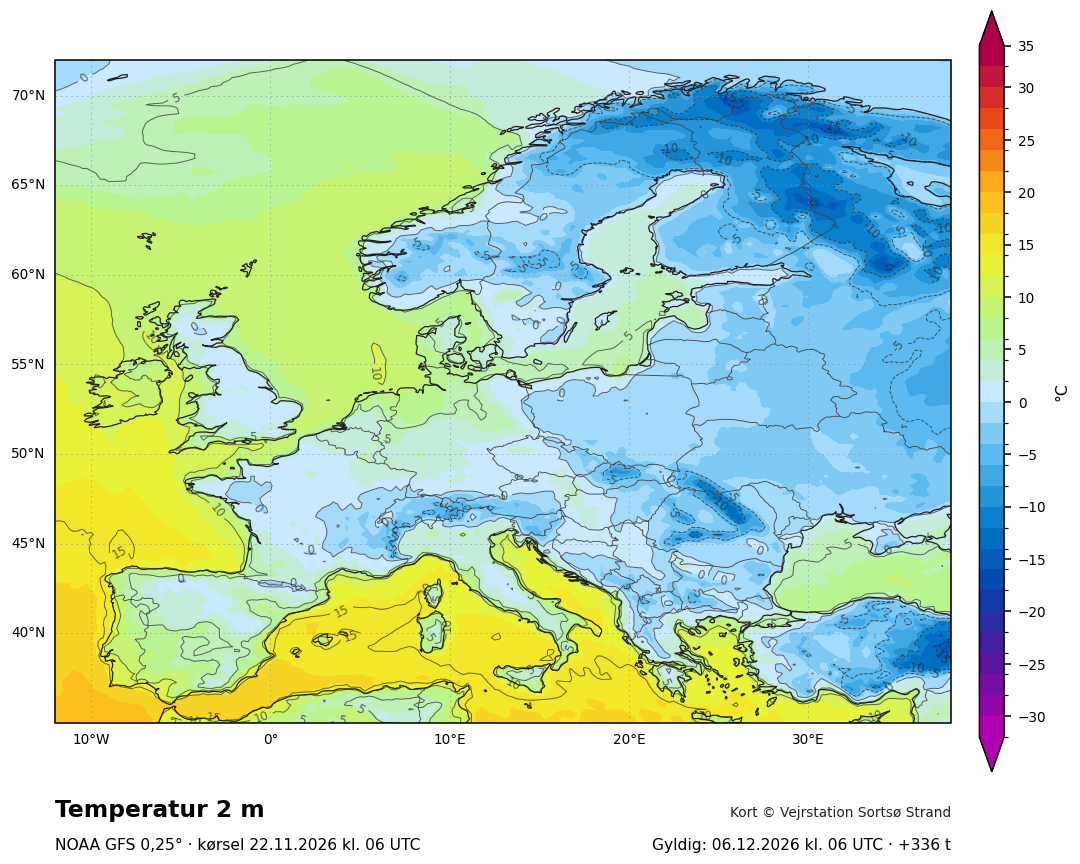 70°N
65°N
60°N
55°N
50°N
45°N
40°N
10°W
0°
10°E
20°E
30°E
35
30
25
20
15
10
5
0
−5
−10
−15
−20
−25
−30
°C
Temperatur 2 m
Kort © Vejrstation Sortsø Strand
NOAA GFS 0,25° · kørsel 22.11.2026 kl. 06 UTC
Gyldig: 06.12.2026 kl. 06 UTC · +336 t